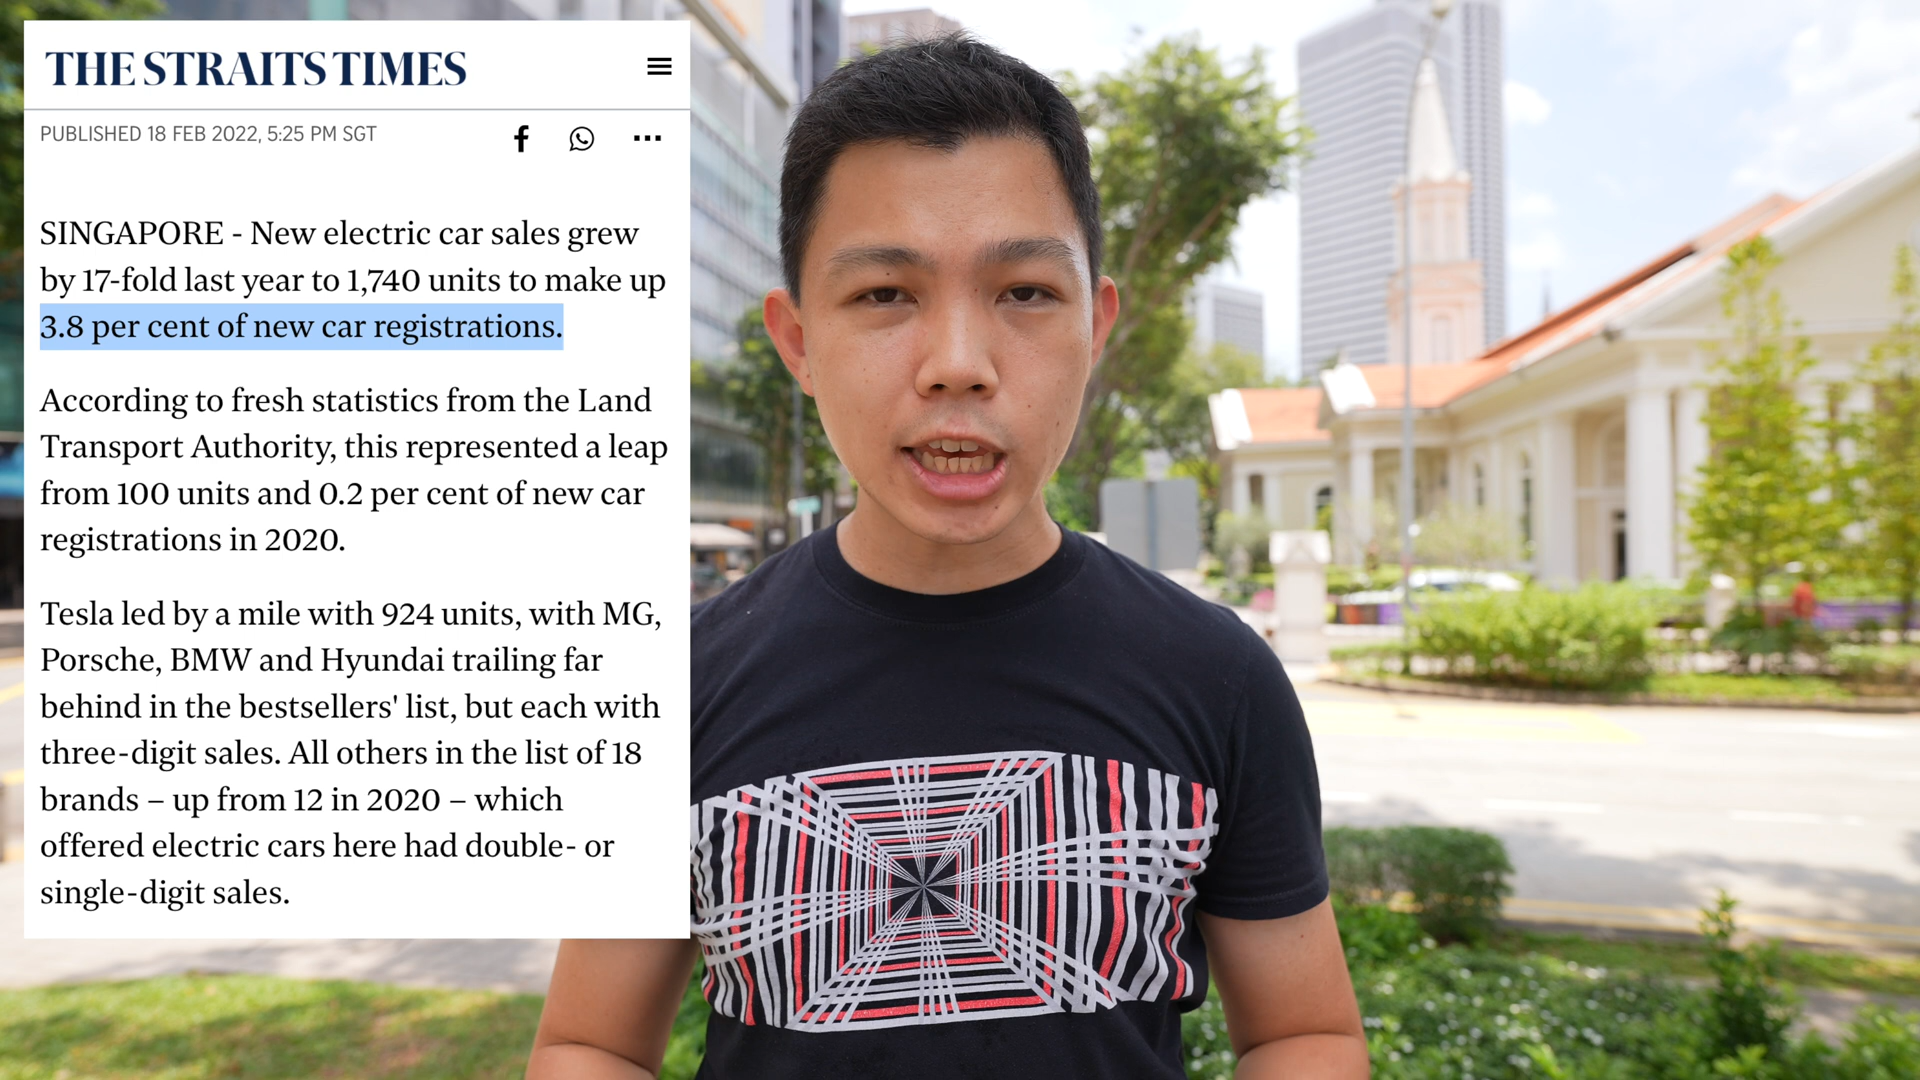 THE STRAITS TIMES
PUBLISHED 18 FEB 2022, 5:25 PM SGT
SINGAPORE - New electric car sales grew
by 17-fold last year to 1,740 units to make up
3.8 per cent of new car registrations.
According to fresh statistics from the Land
Transport Authority, this represented a leap
from 100 units and 0.2 per cent of new car
registrations in 2020.
Tesla led by a mile with 924 units, with MG,
Porsche, BMW and Hyundai trailing far
behind in the bestsellers' list, but each with
three-digit sales. All others in the list of 18
brands – up from 12 in 2020 – which
offered electric cars here had double- or
single-digit sales.